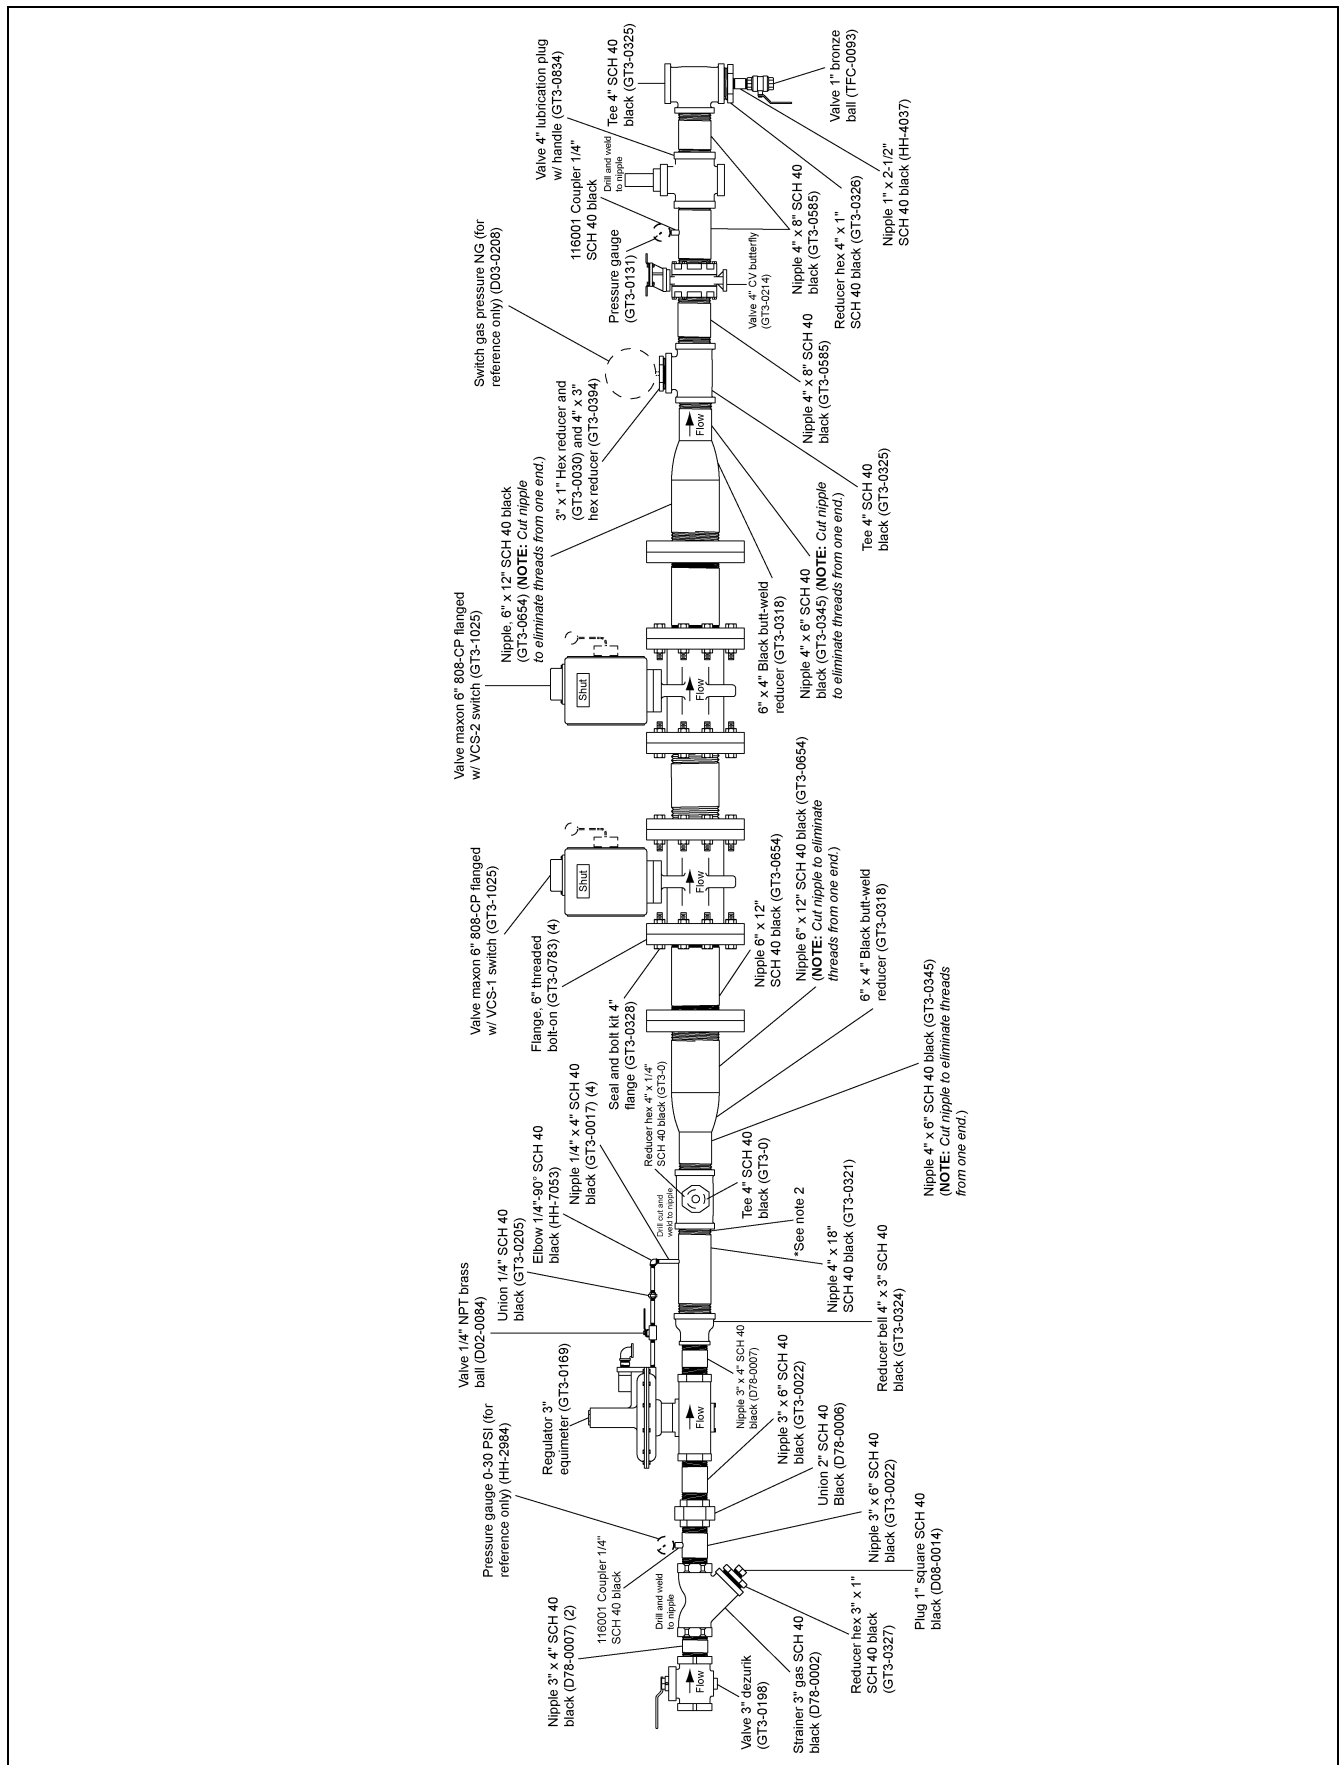 Valve 3" dezurik
(GT3-0198)
Nipple 3" x 4" SCH 40
black (D78-0007) (2)
Strainer 3" gas SCH 40
black (D78-0002)
116001 Coupler 1/4"
SCH 40 black
Drill and weld
to nipple
Reducer hex 3" x 1"
SCH 40 black
(GT3-0327)
Plug 1" square SCH 40
black (D08-0014)
Pressure gauge 0-30 PSI (for
reference only) (HH-2984)
Nipple 3" x 6" SCH 40
black (GT3-0022)
Union 2" SCH 40
Black (D78-0006)
Nipple 3" x 6" SCH 40
black (GT3-0022)
Regulator 3"
equimeter (GT3-0169)
Nipple 3" x 4" SCH 40
black (D78-0007)
Valve 1/4" NPT brass
ball (D02-0084)
Reducer bell 4" x 3" SCH 40
black (GT3-0324)
Union 1/4" SCH 40
black (GT3-0205)
Elbow 1/4"-90° SCH 40
black (HH-7053)
Nipple 1/4" x 4" SCH 40
black (GT3-0017) (4)
Nipple 4" x 18"
SCH 40 black (GT3-0321)
*See note 2
Drill cut and
weld to nipple
Reducer hex 4" x 1/4"
SCH 40 black (GT3-0)
Tee 4" SCH 40
black (GT3-0)
Nipple 4" x 6" SCH 40 black (GT3-0345)
(NOTE: Cut nipple to eliminate threads
from one end.)
6" x 4" Black butt-weld
reducer (GT3-0318)
Nipple 6" x 12" SCH 40 black (GT3-0654)
(NOTE: Cut nipple to eliminate
threads from one end.)
Seal and bolt kit 4"
flange (GT3-0328)
Flange, 6" threaded
bolt-on (GT3-0783) (4)
Nipple 6" x 12"
SCH 40 black (GT3-0654)
Valve maxon 6" 808-CP flanged
w/ VCS-1 switch (GT3-1025)
Valve maxon 6" 808-CP flanged
w/ VCS-2 switch (GT3-1025)
Nipple, 6" x 12" SCH 40 black
(GT3-0654) (NOTE: Cut nipple
to eliminate threads from one end.)
6" x 4" Black butt-weld
reducer (GT3-0318)
Nipple 4" x 6" SCH 40
black (GT3-0345) (NOTE: Cut nipple
to eliminate threads from one end.)
3" x 1" Hex reducer and
(GT3-0030) and 4" x 3"
hex reducer (GT3-0394)
Tee 4" SCH 40
black (GT3-0325)
Switch gas pressure NG (for
reference only) (D03-0208)
Nipple 4" x 8" SCH 40
black (GT3-0585)
Pressure gauge
(GT3-0131)
Valve 4" CV butterfly
(GT3-0214)
116001 Coupler 1/4"
SCH 40 black
Nipple 4" x 8" SCH 40
black (GT3-0585)
Valve 4" lubrication plug
w/ handle (GT3-0834)
Drill and weld
to nipple
Reducer hex 4" x 1"
SCH 40 black (GT3-0326)
Tee 4" SCH 40
black (GT3-0325)
Nipple 1" x 2-1/2"
SCH 40 black (HH-4037)
Valve 1" bronze
ball (TFC-0093)
Flow
Flow
Flow
Flow
Flow
Shut
Shut